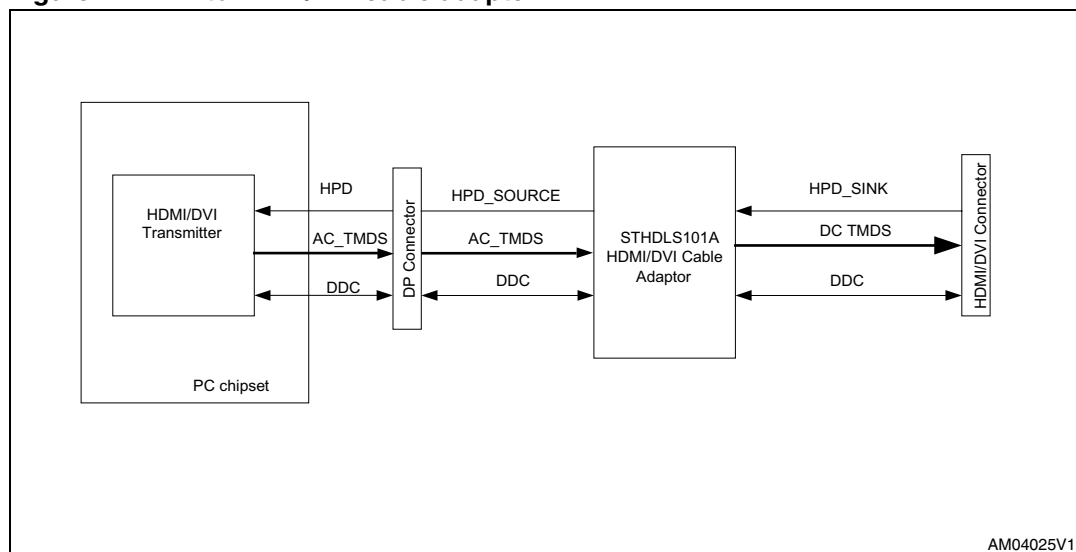 HPD
HPD_SOURCE
HPD_SINK
HDMI/DVI
Transmitter
AC_TMDS
DP Connector
AC_TMDS
STHDLS101A
HDMI/DVI Cable
Adaptor
DC TMDS
HDMI/DVI Connector
DDC
DDC
DDC
PC chipset
AM04025V1